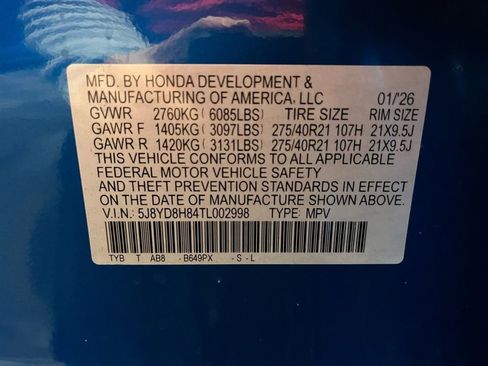 MFD. BY HONDA DEVELOPMENT &
MANUFACTURING OF AMERICA, LLC 01/'26
GVWR 2760KG( 6085LBS) TIRE SIZE RIM SIZE
GAWR F 1405KG( 3097LBS) 275/40R21 107H 21X9.5J
GAWR R 1420KG( 3131LBS) 275/40R21 107H 21X9.5J
THIS VEHICLE CONFORMS TO ALL APPLICABLE
FEDERAL MOTOR VEHICLE SAFETY
AND THEFT PREVENTION STANDARDS IN EFFECT
ON THE DATE OF MANUFACTURE SHOWN ABOVE.
V.I.N.: 5J8YD8H84TL002998 TYPE: MPV
TYB T AB8 - B649PX - S - L